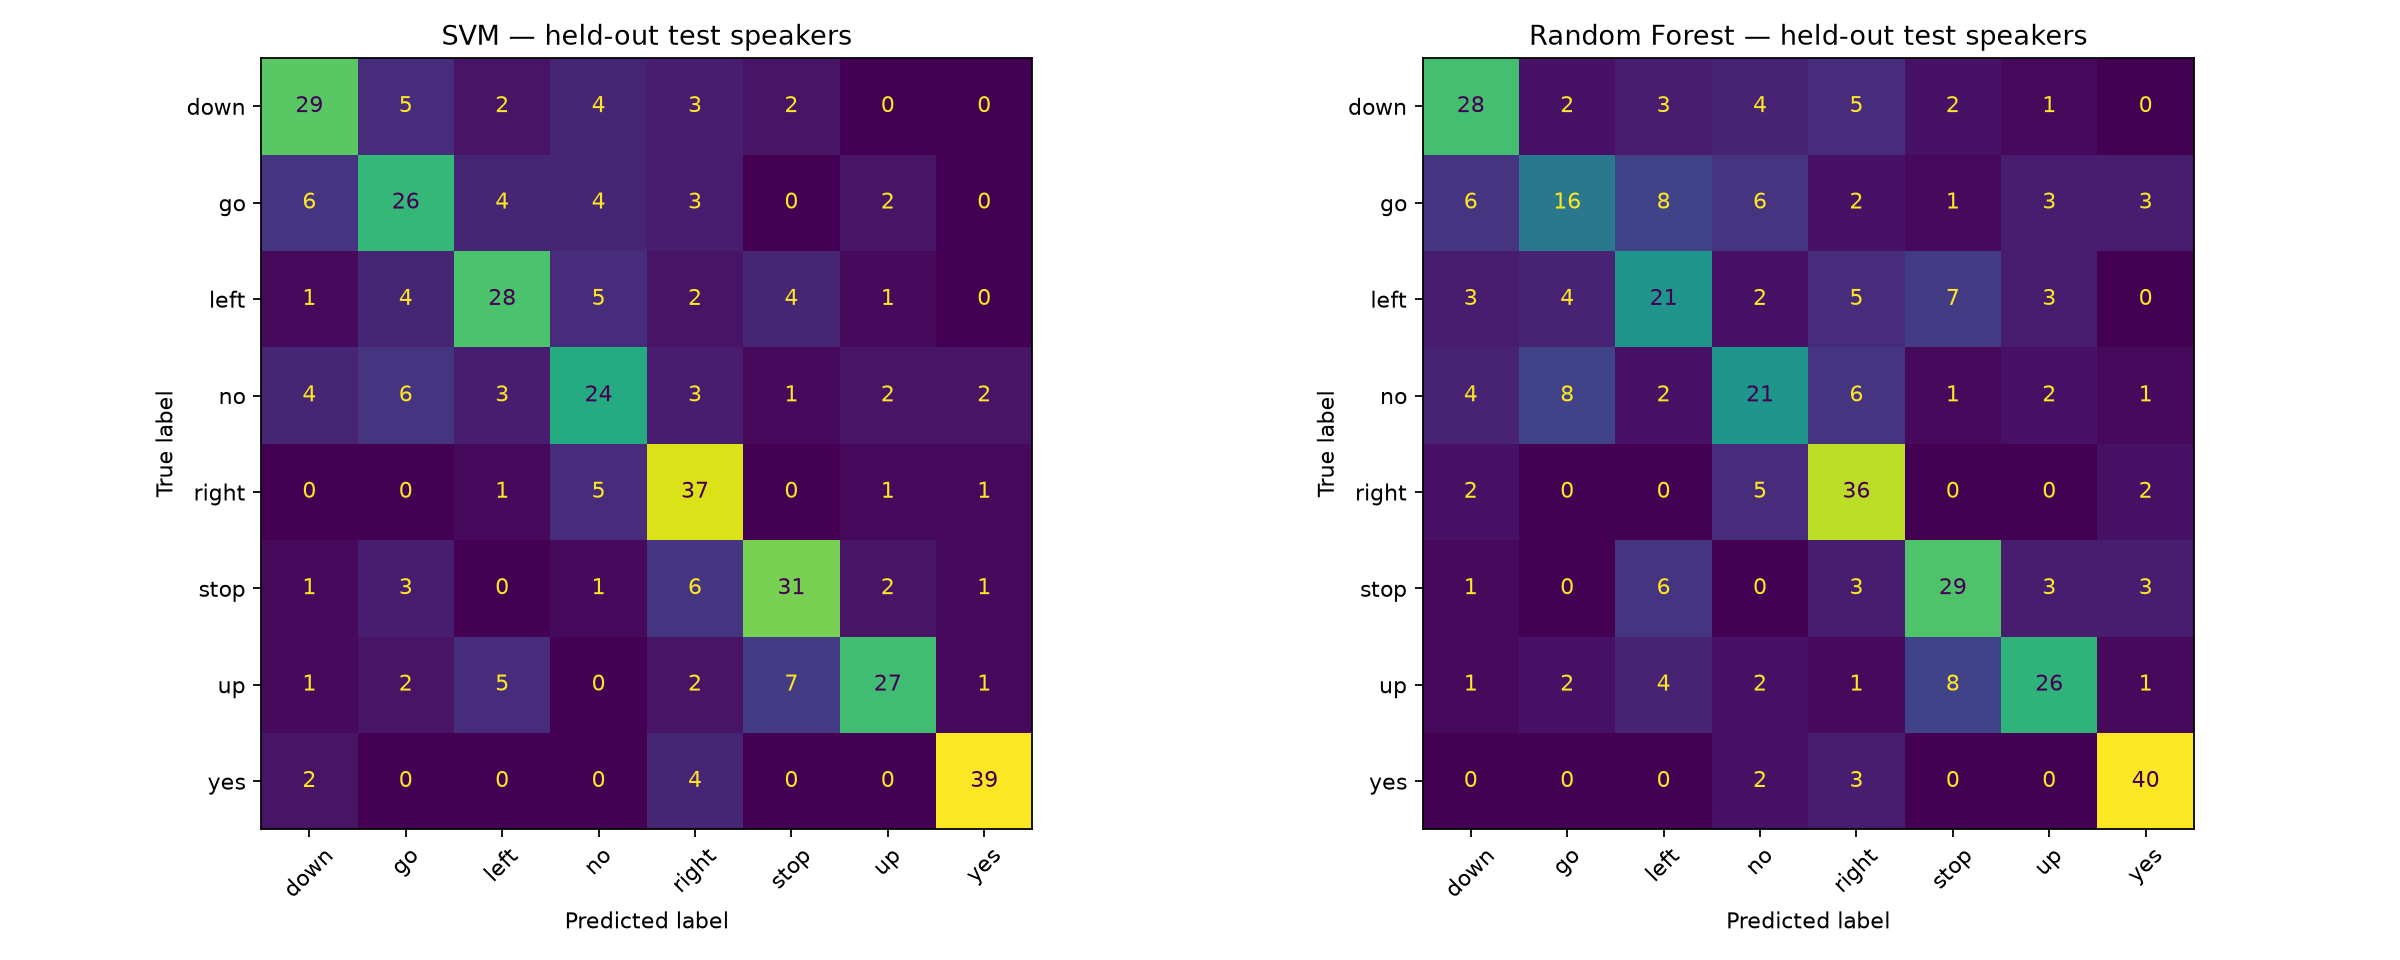 SVM — held-out test speakers
down 29 5 2 4 3 2 0 0
go 6 26 4 4 3 0 2 0
left 1 4 28 5 2 4 1 0
no 4 6 3 24 3 1 2 2
right 0 0 1 5 37 0 1 1
stop 1 3 0 1 6 31 2 1
up 1 2 5 0 2 7 27 1
yes 2 0 0 0 4 0 0 39
True label
down go left no right stop up yes
Predicted label
Random Forest — held-out test speakers
down 28 2 3 4 5 2 1 0
go 6 16 8 6 2 1 3 3
left 3 4 21 2 5 7 3 0
no 4 8 2 21 6 1 2 1
right 2 0 0 5 36 0 0 2
stop 1 0 6 0 3 29 3 3
up 1 2 4 2 1 8 26 1
yes 0 0 0 2 3 0 0 40
True label
down go left no right stop up yes
Predicted label